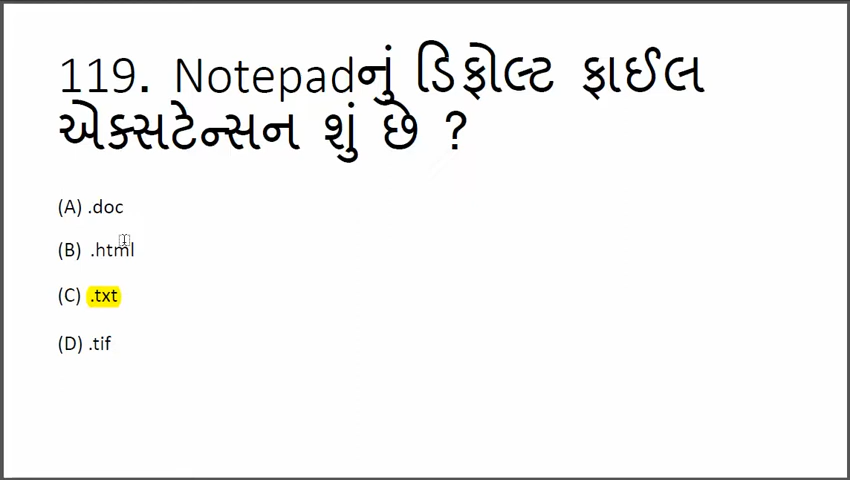 119. Notepadનું ડિફોલ્ટ ફાઈલ
એક્સટેન્સન શું છે ?
(A) .doc
(B) .html
(C) .txt
(D) .tif